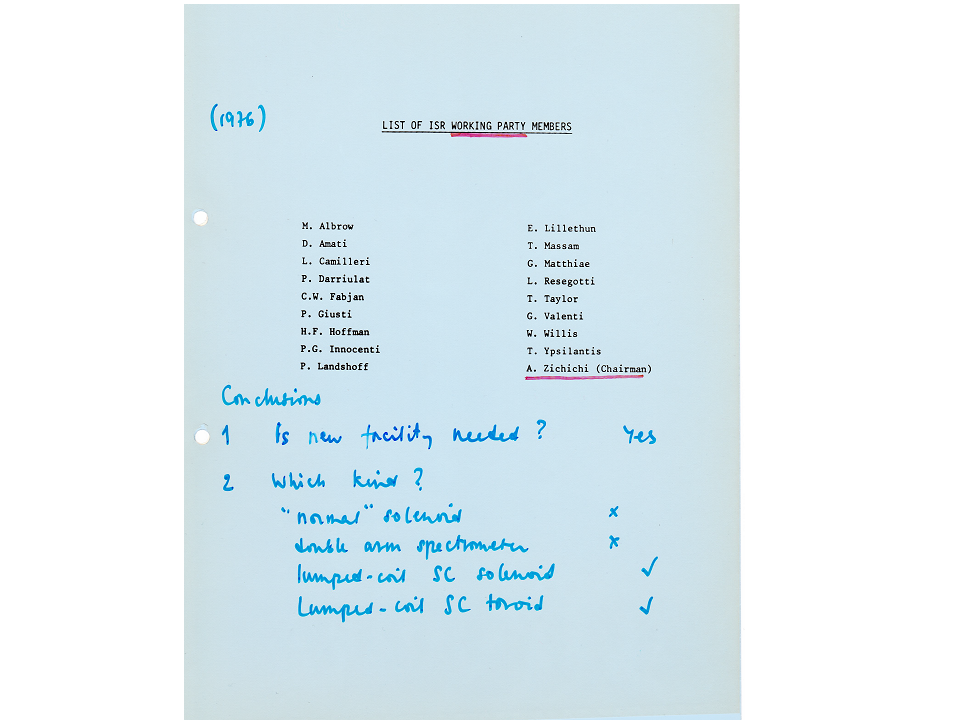 (1976)
LIST OF ISR WORKING PARTY MEMBERS
M. Albrow
D. Amati
L. Camilleri
P. Darriulat
C.W. Fabjan
P. Giusti
H.F. Hoffman
P.G. Innocenti
P. Landshoff
E. Lillethun
T. Massam
G. Matthiae
L. Resegotti
T. Taylor
G. Valenti
W. Willis
T. Ypsilantis
A. Zichichi (Chairman)
Conclusions
1 Is new facility needed ? Yes
2 Which kind ?
"normal" solenoid x
double arm spectrometer x
lumped-coil SC solenoid ✓
Lumped-coil SC toroid ✓